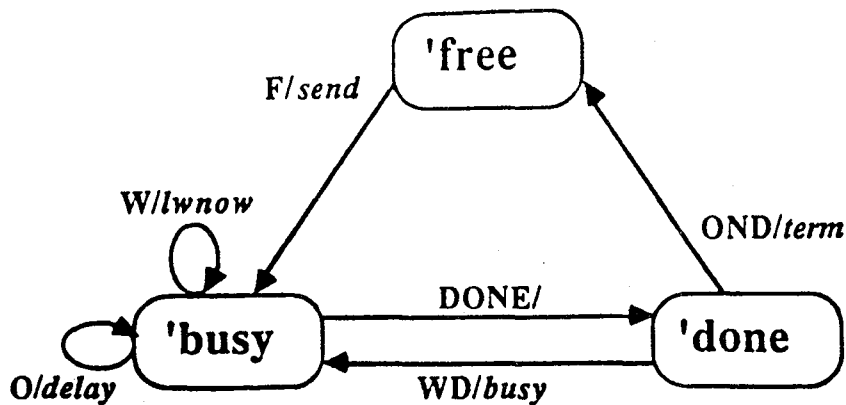 'free
F/send
W/lwnow
OND/term
DONE/
'busy
'done
O/delay
WD/busy